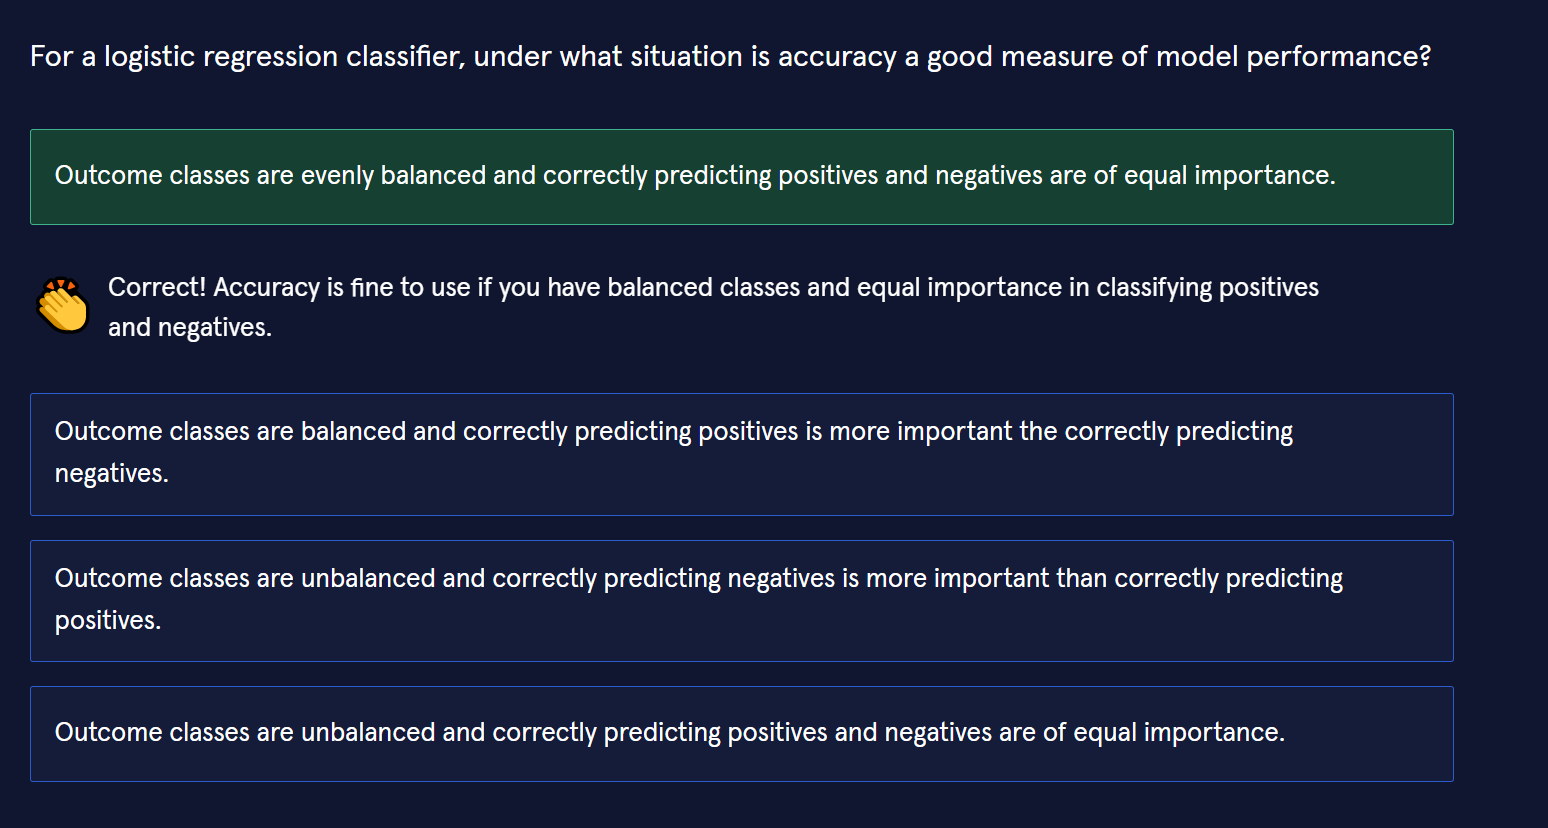 For a logistic regression classifier, under what situation is accuracy a good measure of model performance?
Outcome classes are evenly balanced and correctly predicting positives and negatives are of equal importance.
Correct! Accuracy is fine to use if you have balanced classes and equal importance in classifying positives
and negatives.
Outcome classes are balanced and correctly predicting positives is more important the correctly predicting
negatives.
Outcome classes are unbalanced and correctly predicting negatives is more important than correctly predicting
positives.
Outcome classes are unbalanced and correctly predicting positives and negatives are of equal importance.